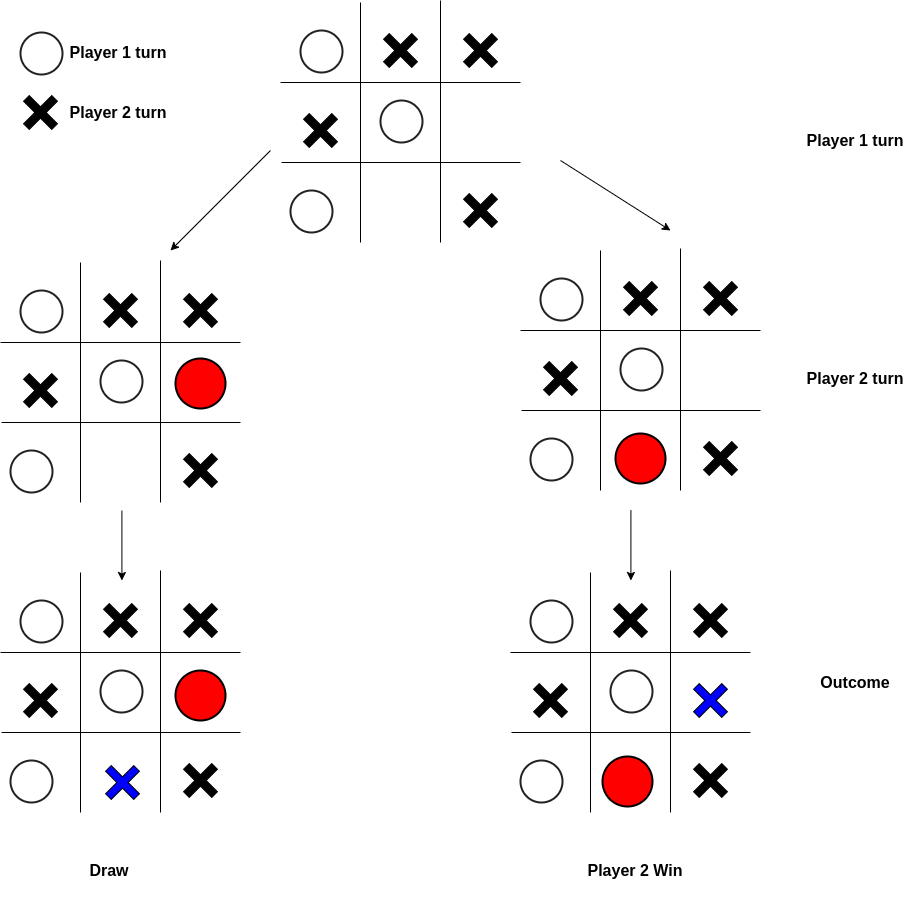 Player 1 turn
Player 2 turn
Player 1 turn
Player 2 turn
Outcome
Draw
Player 2 Win